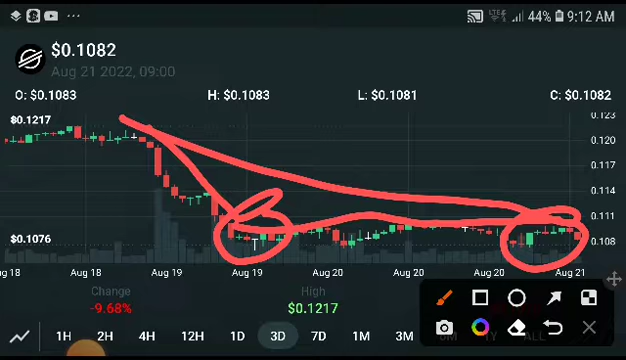 44% 9:12 AM
$0.1082
Aug 21 2022, 09:00
O: $0.1083 H: $0.1083 L: $0.1081 C: $0.1082
$0.1217
0.123
0.120
0.117
0.114
0.111
$0.1076
0.108
Aug 18 Aug 19 Aug 19 Aug 20 Aug 20 Aug 20 Aug 21
Change High
-9.68% $0.1217
1H 2H 4H 12H 1D 3D 7D 1M 3M ALL